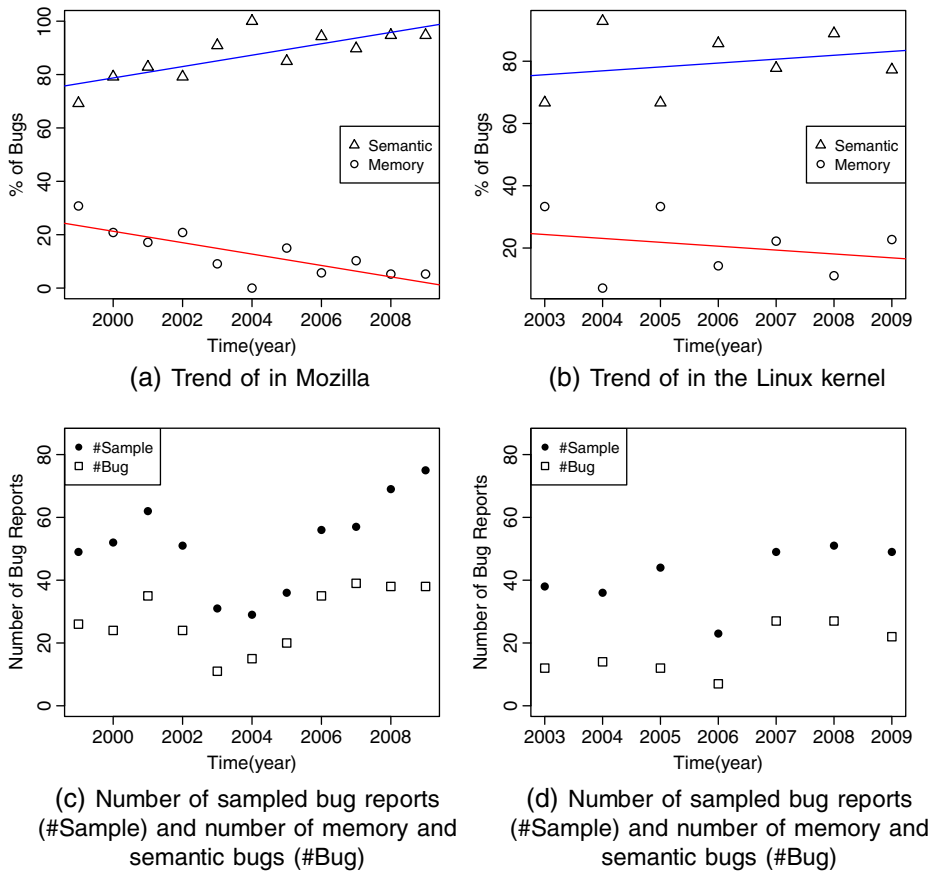 % of Bugs
100
80
60
40
20
0
Semantic
Memory
2000 2002 2004 2006 2008
Time(year)
(a) Trend of in Mozilla
% of Bugs
80
60
40
20
Semantic
Memory
2003 2004 2005 2006 2007 2008 2009
Time(year)
(b) Trend of in the Linux kernel
Number of Bug Reports
80
60
40
20
0
#Sample
#Bug
2000 2002 2004 2006 2008
Time(year)
(c) Number of sampled bug reports
(#Sample) and number of memory and
semantic bugs (#Bug)
Number of Bug Reports
80
60
40
20
0
#Sample
#Bug
2003 2004 2005 2006 2007 2008 2009
Time(year)
(d) Number of sampled bug reports
(#Sample) and number of memory and
semantic bugs (#Bug)